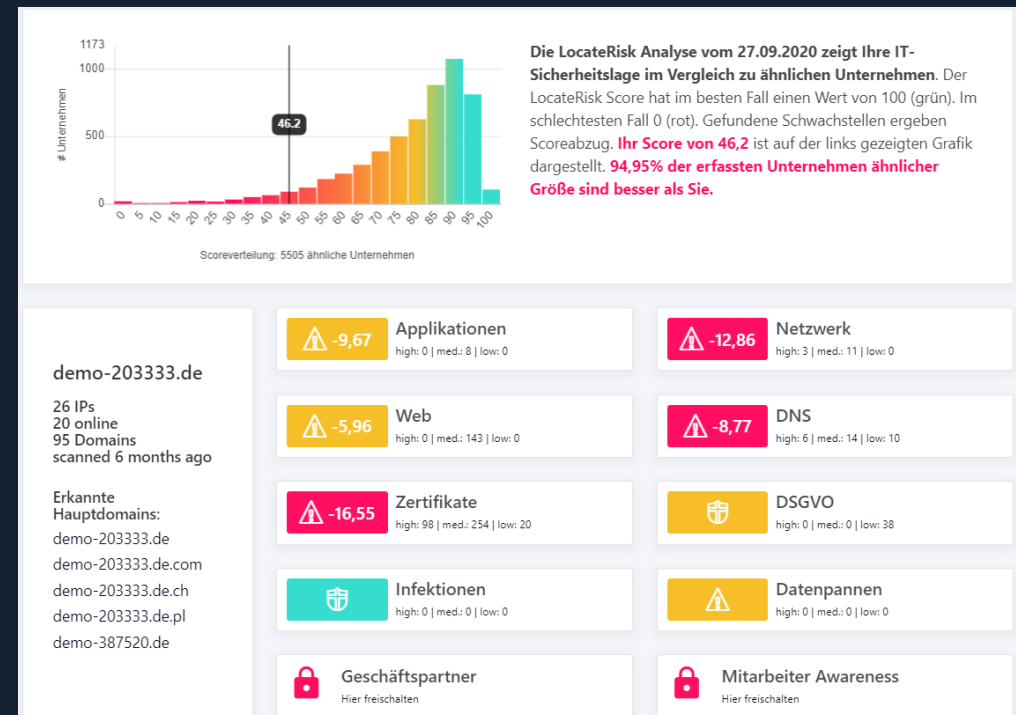 1173
1000
500
0
# Unternehmen
46.2
0 5 10 15 20 25 30 35 40 45 50 55 60 65 70 75 80 85 90 95 100
Scoreverteilung: 5505 ähnliche Unternehmen
Die LocateRisk Analyse vom 27.09.2020 zeigt Ihre IT-
Sicherheitslage im Vergleich zu ähnlichen Unternehmen. Der
LocateRisk Score hat im besten Fall einen Wert von 100 (grün). Im
schlechtesten Fall 0 (rot). Gefundene Schwachstellen ergeben
Scoreabzug. Ihr Score von 46,2 ist auf der links gezeigten Grafik
dargestellt. 94,95% der erfassten Unternehmen ähnlicher
Größe sind besser als Sie.
demo-203333.de
26 IPs
20 online
95 Domains
scanned 6 months ago
Erkannte
Hauptdomains:
demo-203333.de
demo-203333.de.com
demo-203333.de.ch
demo-203333.de.pl
demo-387520.de
-9,67
Applikationen
high: 0 | med.: 8 | low: 0
-12,86
Netzwerk
high: 3 | med.: 11 | low: 0
-5,96
Web
high: 0 | med.: 143 | low: 0
-8,77
DNS
high: 6 | med.: 14 | low: 10
-16,55
Zertifikate
high: 98 | med.: 254 | low: 20
DSGVO
high: 0 | med.: 0 | low: 38
Infektionen
high: 0 | med.: 0 | low: 0
Datenpannen
high: 0 | med.: 0 | low: 0
Geschäftspartner
Hier freischalten
Mitarbeiter Awareness
Hier freischalten